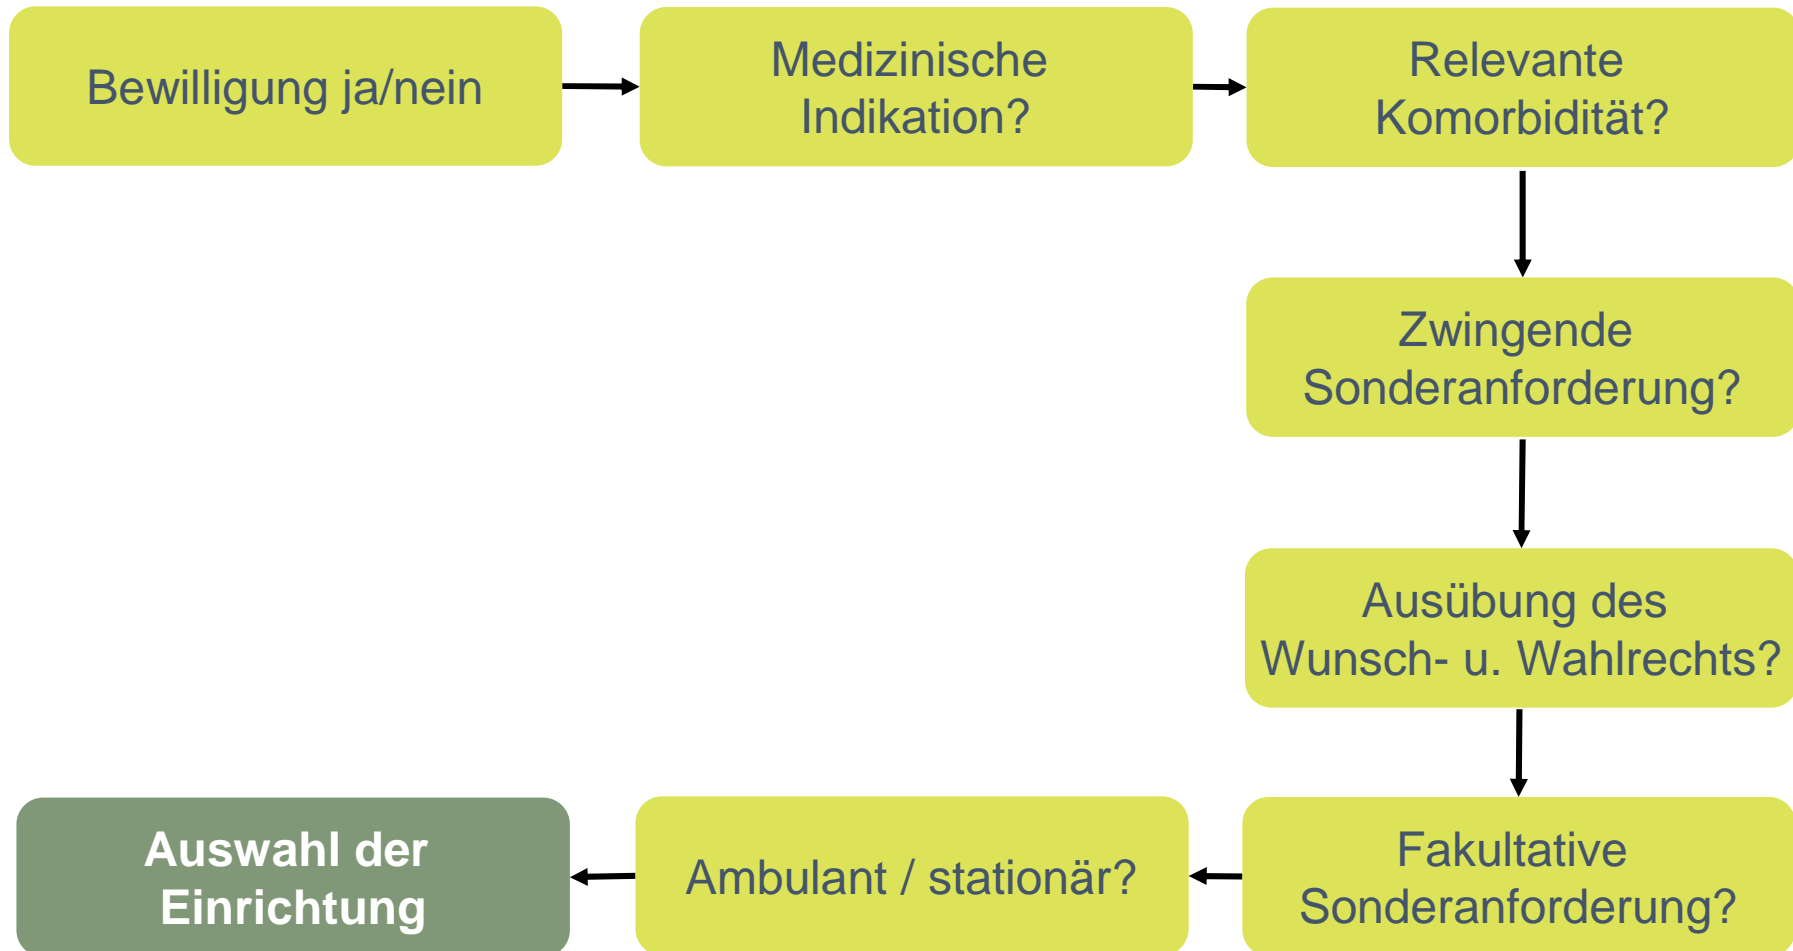 Bewilligung ja/nein
Medizinische
Indikation?
Relevante
Komorbidität?
Zwingende
Sonderanforderung?
Ausübung des
Wunsch- u. Wahlrechts?
Fakultative
Sonderanforderung?
Ambulant / stationär?
Auswahl der
Einrichtung